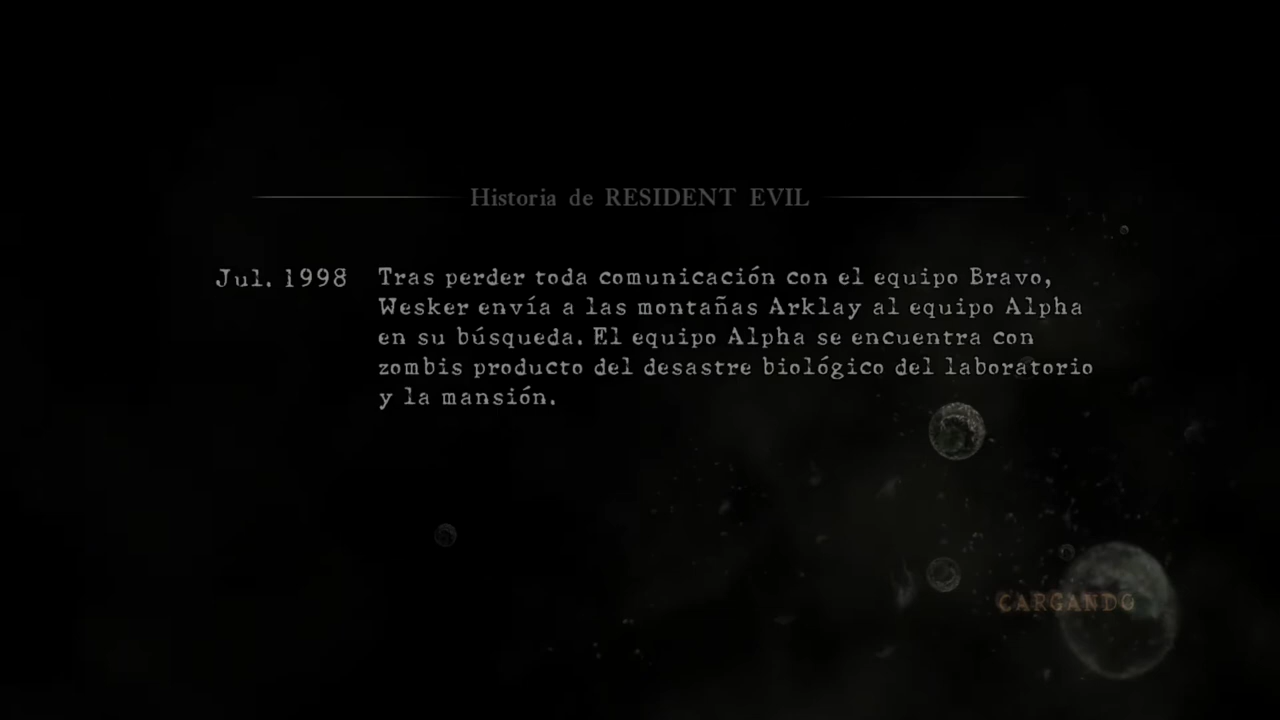 Historia de RESIDENT EVIL
Jul. 1998 Tras perder toda comunicación con el equipo Bravo,
Wesker envía a las montañas Arklay al equipo Alpha
en su búsqueda. El equipo Alpha se encuentra con
zombis producto del desastre biológico del laboratorio
y la mansión.
CARGANDO